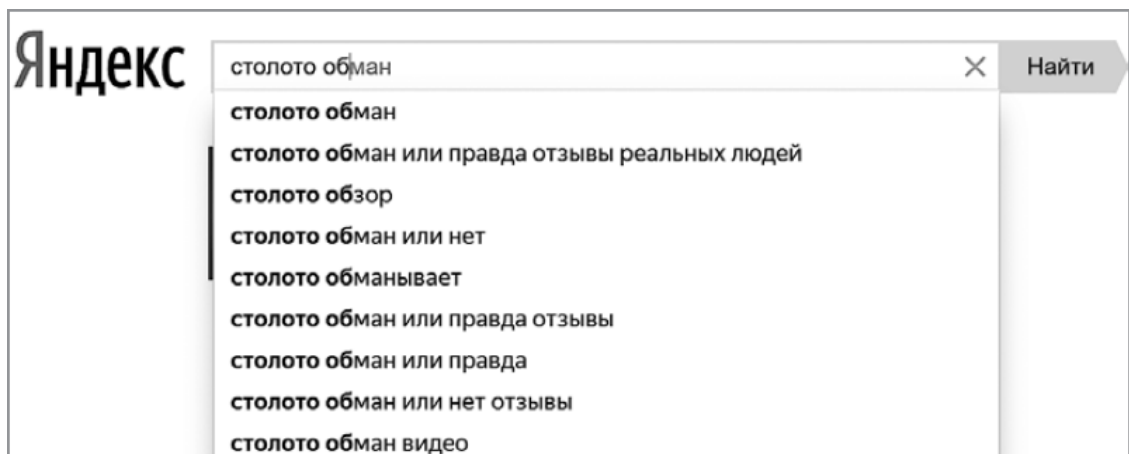 Яндекс
столото обман
Найти
столото обман
столото обман или правда отзывы реальных людей
столото обзор
столото обман или нет
столото обманывает
столото обман или правда отзывы
столото обман или правда
столото обман или нет отзывы
столото обман видео